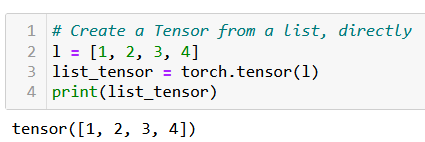 1 # Create a Tensor from a list, directly
2 l = [1, 2, 3, 4]
3 list_tensor = torch.tensor(l)
4 print(list_tensor)
tensor([1, 2, 3, 4])